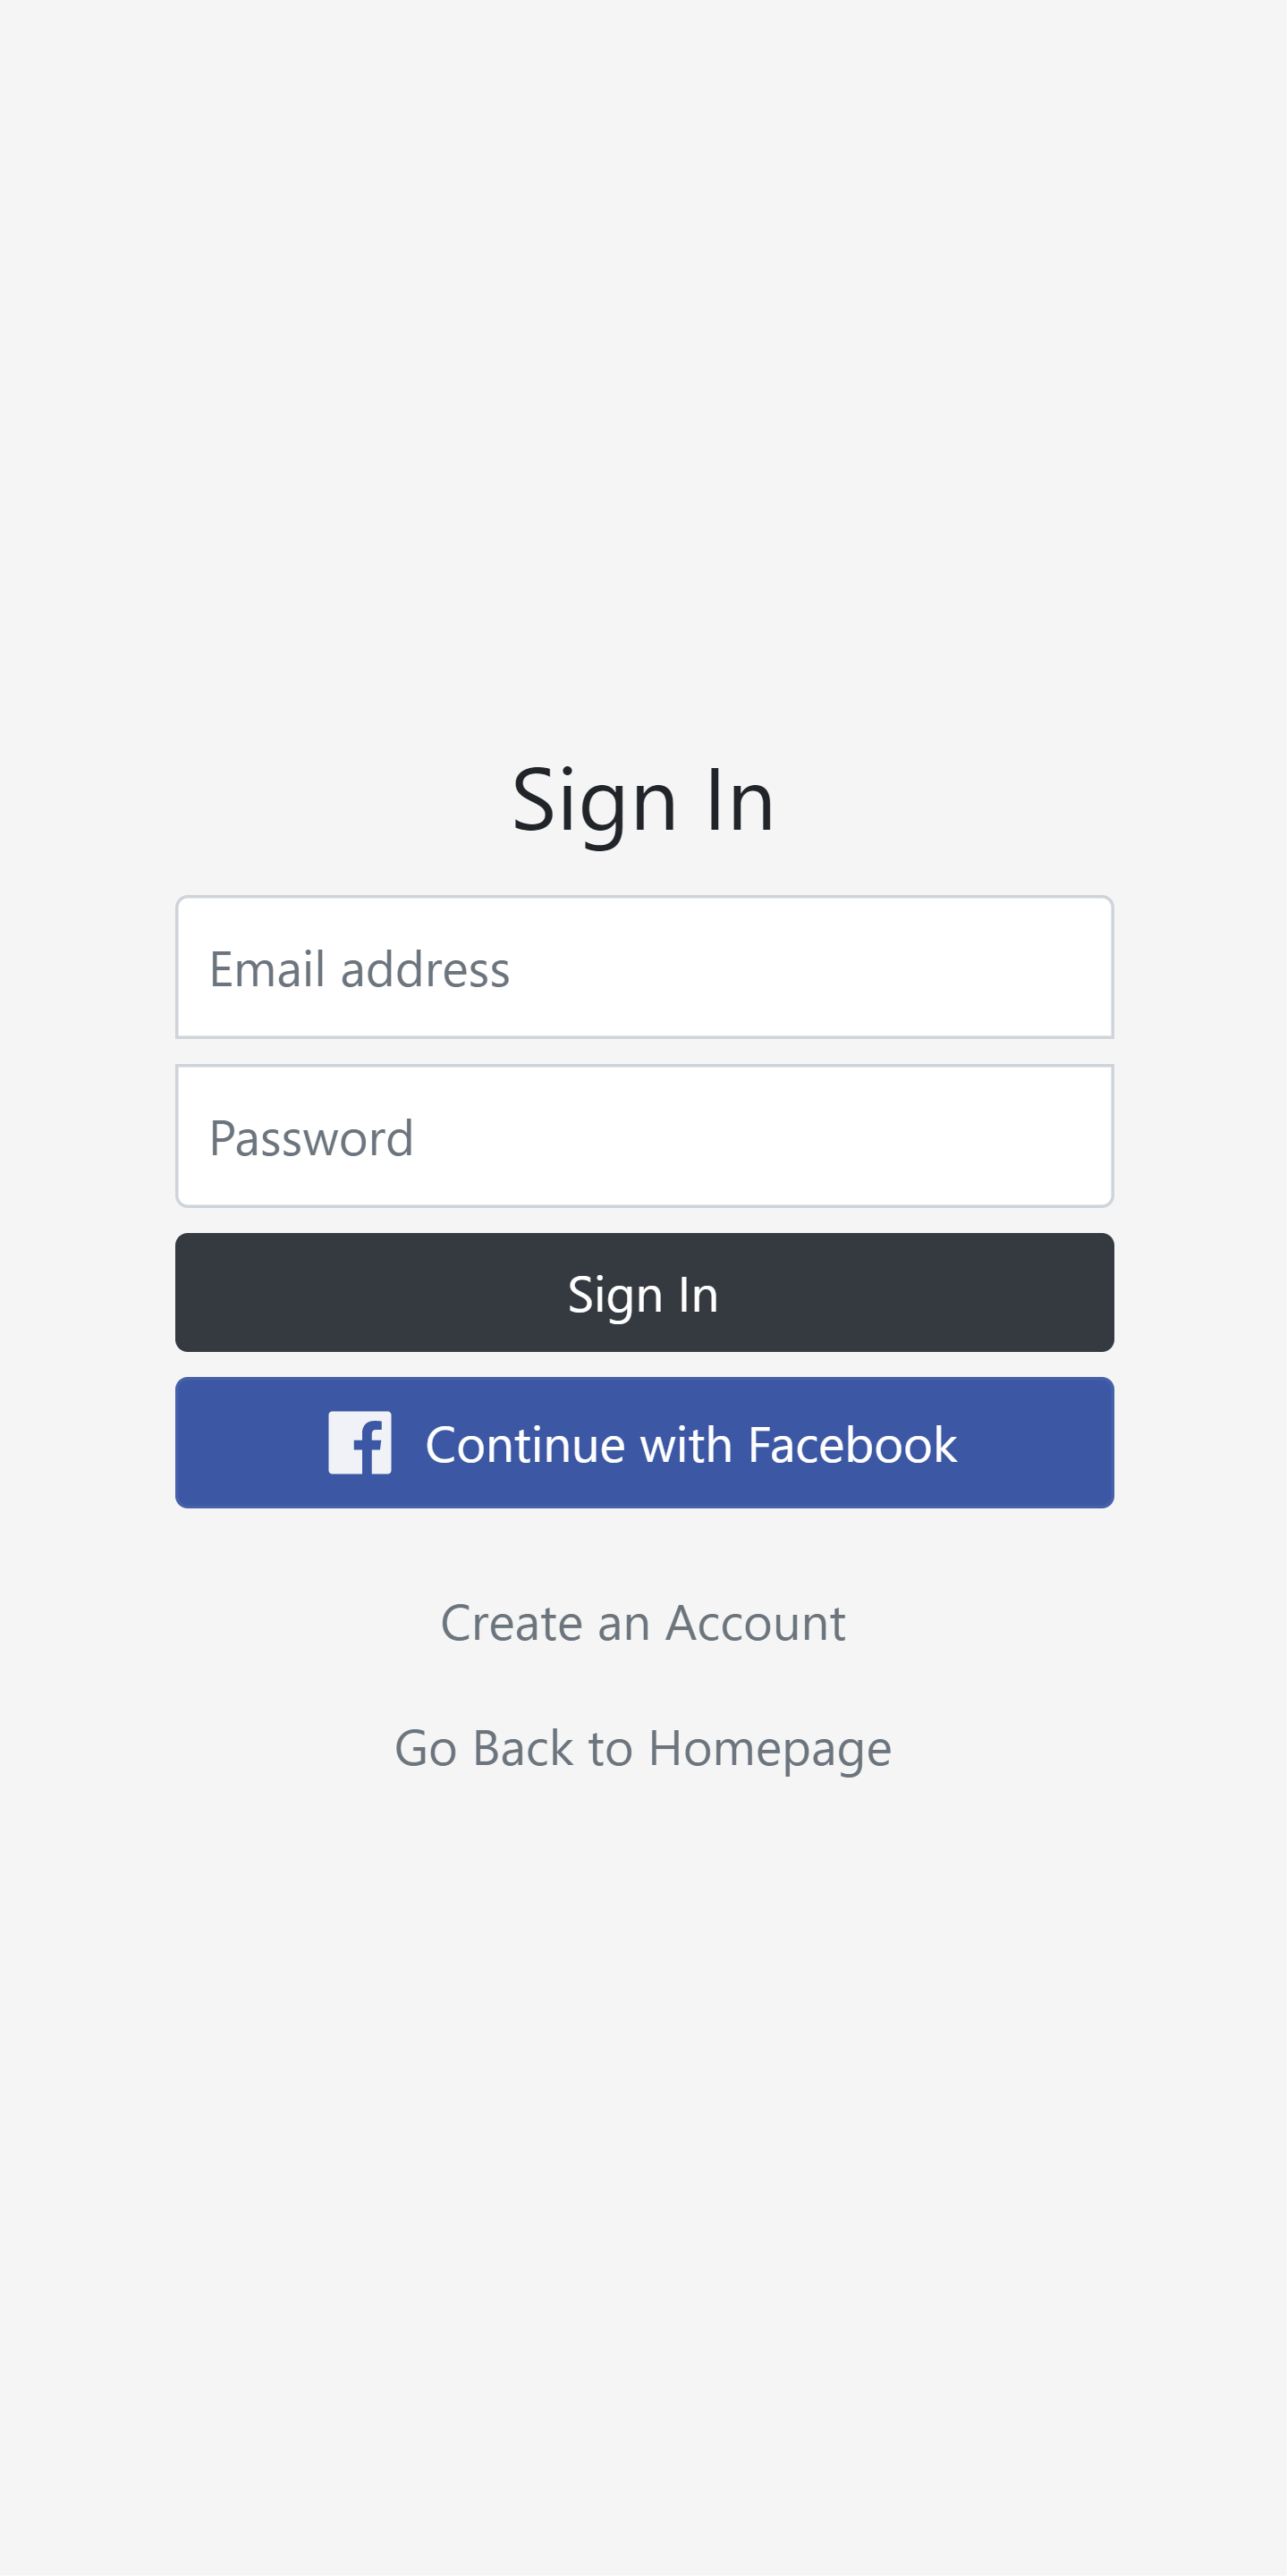 Sign In
Email address
Password
Sign In
Continue with Facebook
Create an Account
Go Back to Homepage